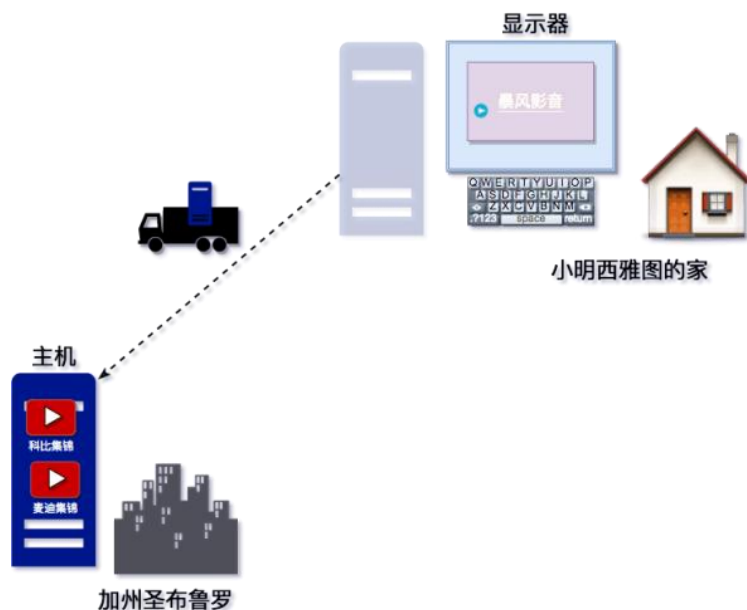 显示器
暴风影音
QWERTYUIOP
ASDFGHJKL
ZXCVBNM
.?123 space return
小明西雅图的家
主机
科比集锦
麦迪集锦
加州圣布鲁罗